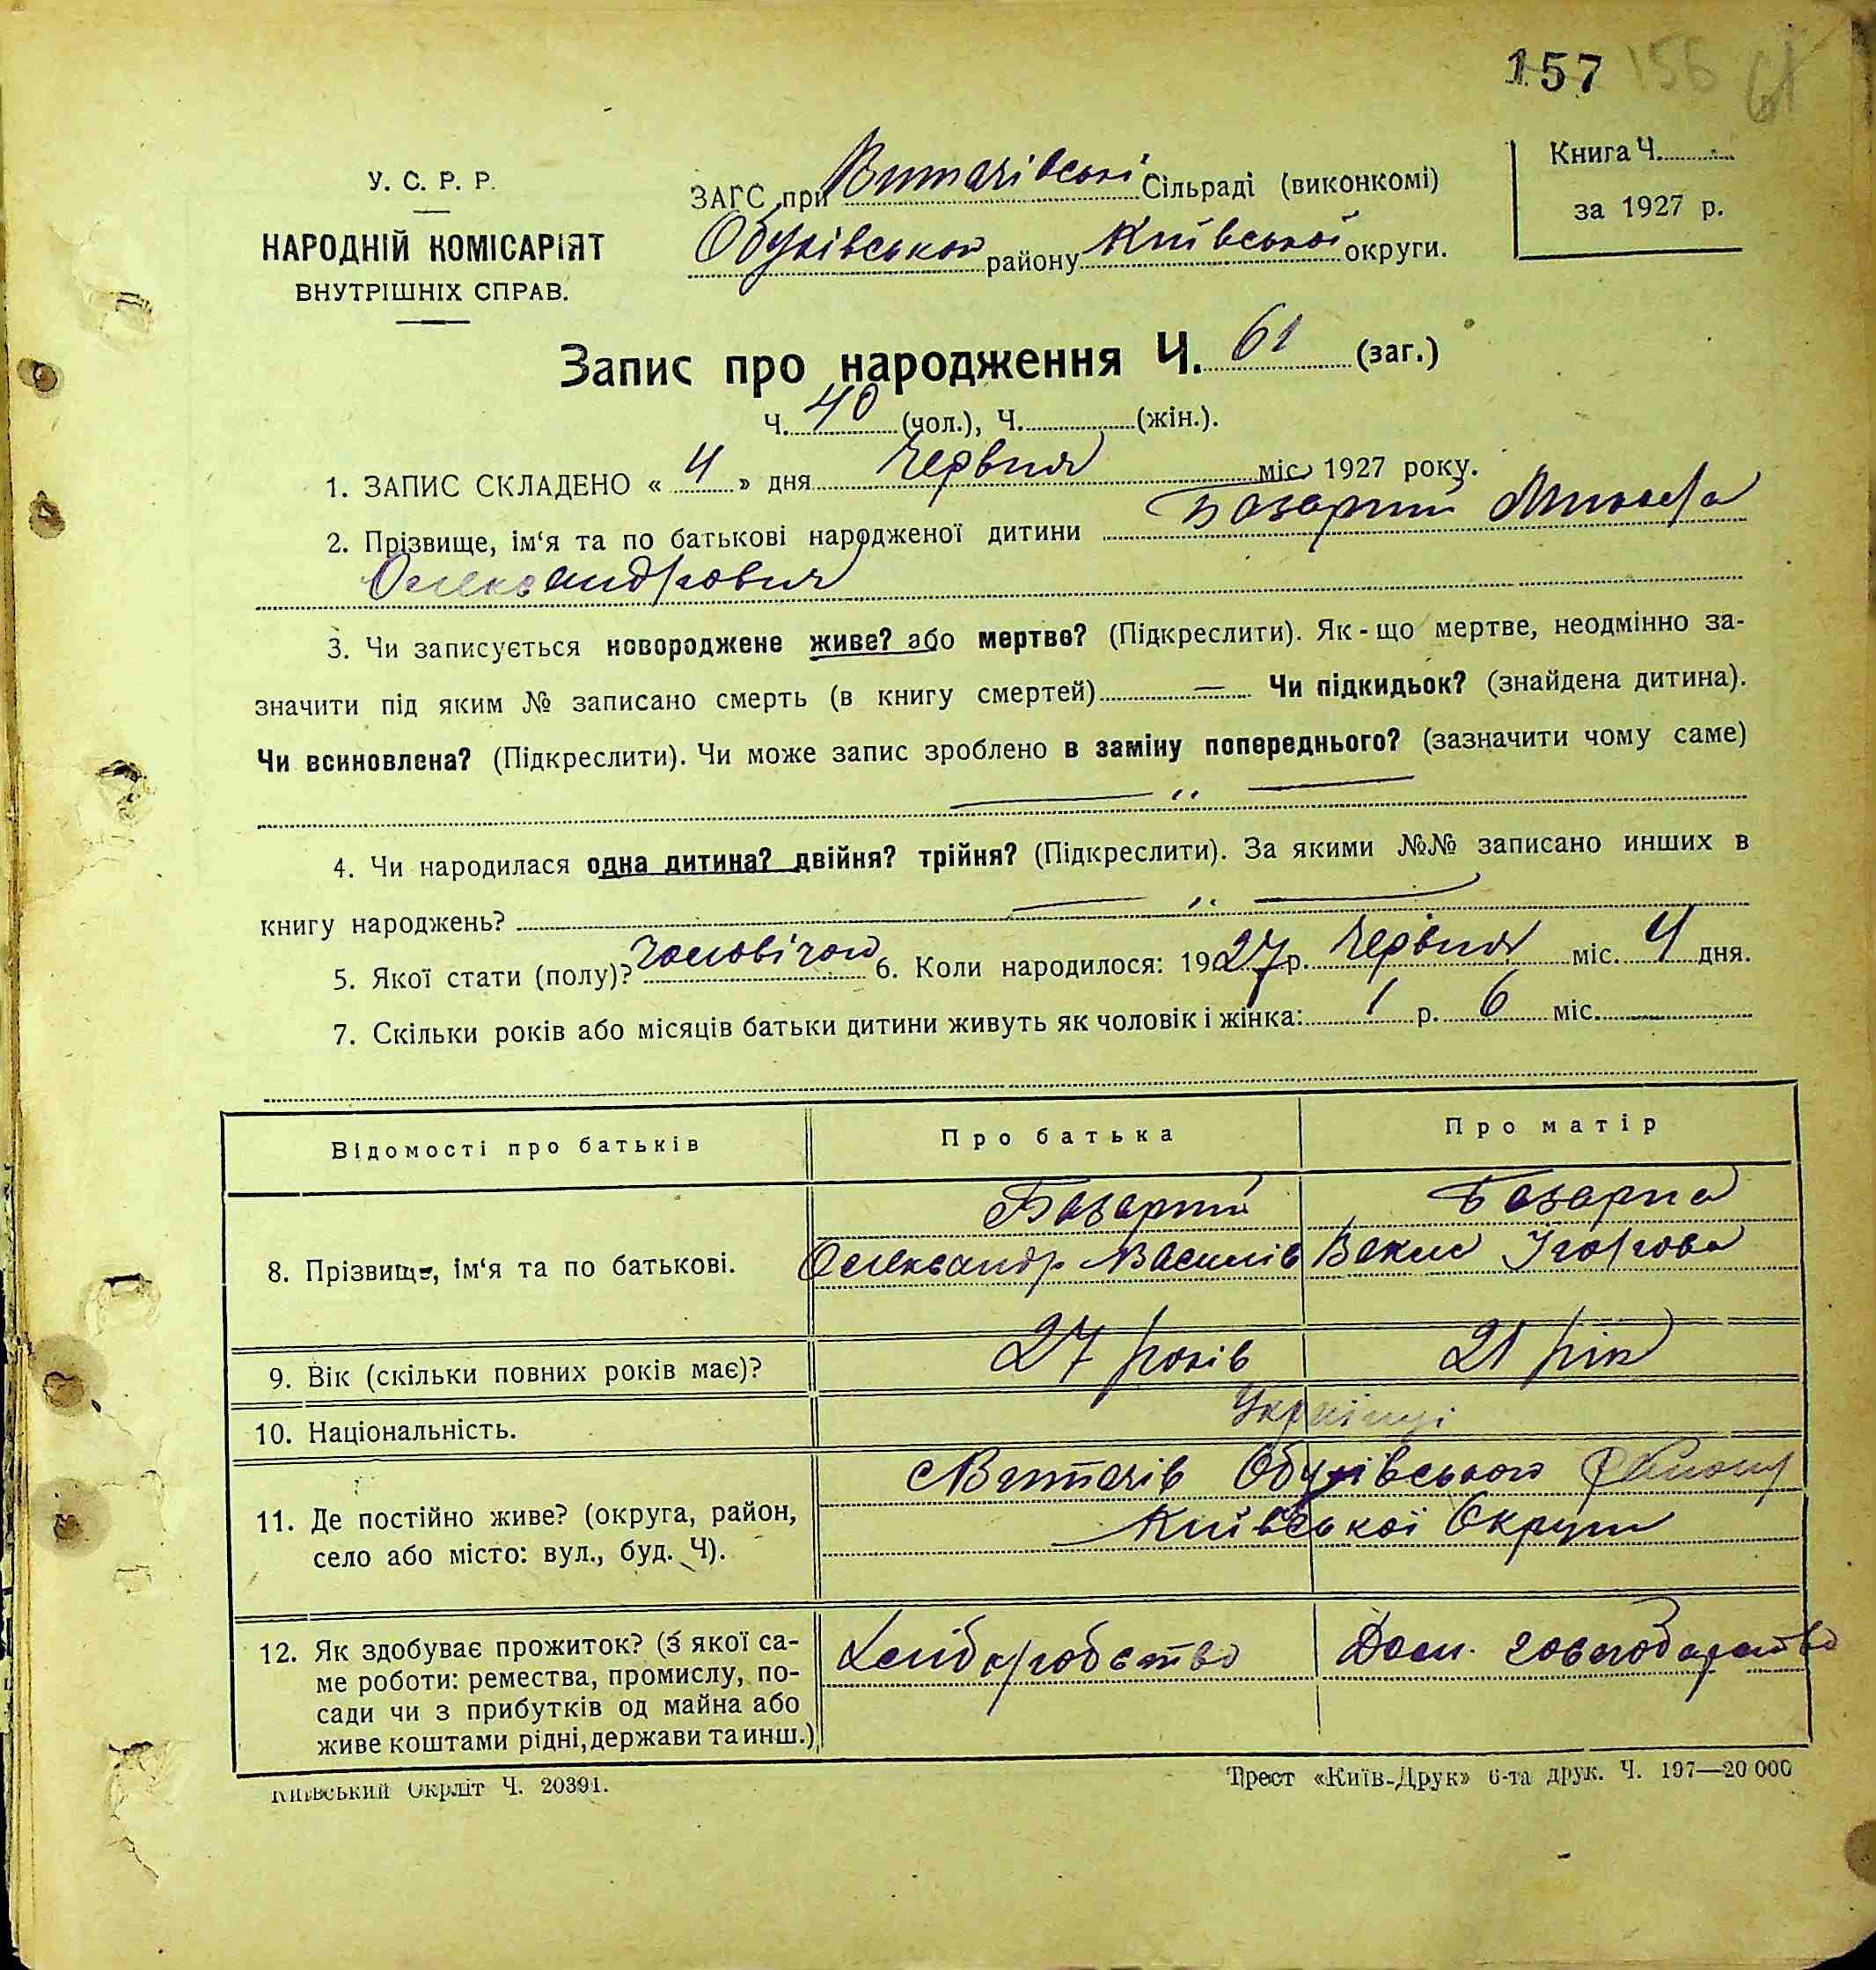 157 156 61
У. С. Р. Р.
НАРОДНІЙ КОМІСАРІЯТ
ВНУТРІШНІХ СПРАВ.
ЗАГС при Витачівські Сільраді (виконкомі)
Обухівського району Київської округи.
Книга Ч. -
за 1927 р.
Запис про народження Ч. 61 (заг.)
Ч. 40 (чол.), Ч. (жін.).
1. ЗАПИС СКЛАДЕНО « 4 » дня Червня міс 1927 року.
2. Прізвище, ім‘я та по батькові народженої дитини Базарний Микола
Олександрович
3. Чи записується новороджене живе? або мертве? (Підкреслити). Як-що мертве, неодмінно за-
значити під яким № записано смерть (в книгу смертей) — Чи підкидьок? (знайдена дитина).
Чи всиновлена? (Підкреслити). Чи може запис зроблено в заміну попереднього? (зазначити чому саме)
— „ —
4. Чи народилася одна дитина? двійня? трійня? (Підкреслити). За якими №№ записано инших в
книгу народжень? — „ —
5. Якої стати (полу)? Чоловічої 6. Коли народилося: 1927 р. Червня міс. 4 дня.
7. Скільки років або місяців батьки дитини живуть як чоловік і жінка: 1 р. 6 міс.
Відомості про батьків Про батька Про матір
8. Прізвище, ім‘я та по батькові. Базарний Базарна
Олександр Василів
9. Вік (скільки повних років має)? 27 років 21 рік
10. Національність. Українці
11. Де постійно живе? (округа, район,
село або місто: вул., буд. Ч).
с Витачів Обухівського району
Київської Округи
12. Як здобуває прожиток? (з якої са-
ме роботи: ремества, промислу, по-
сади чи з прибутків од майна або
живе коштами рідні, держави та инш.)
Хліборобство Дом. господарство
Київський Окрліт Ч. 20391.
Трест «Київ-Друк» 6-та друк. Ч. 197—20 000